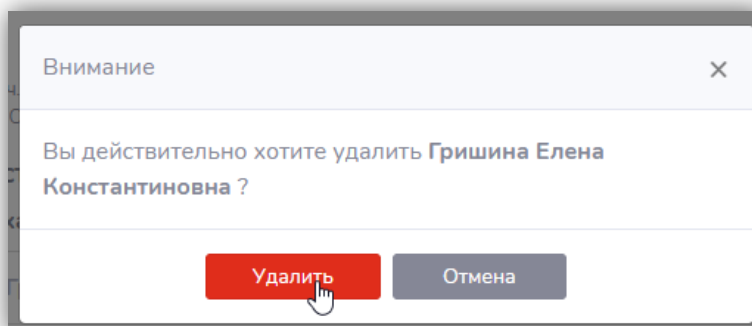 Внимание
Вы действительно хотите удалить Гришина Елена
Константиновна ?
Удалить
Отмена